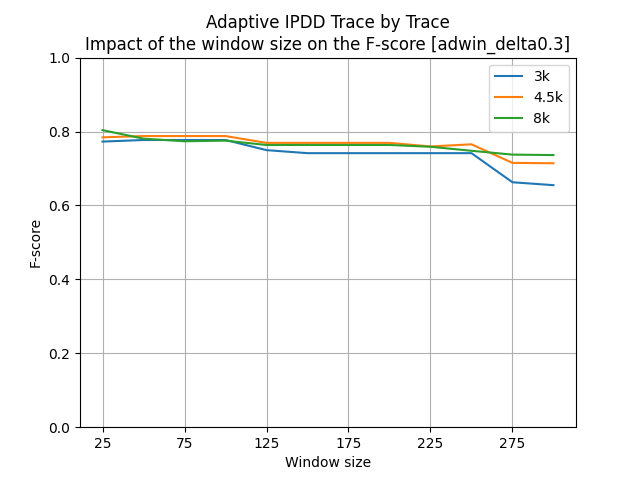 Adaptive IPDD Trace by Trace
Impact of the window size on the F-score [adwin_delta0.3]
1.0
3k
4.5k
8k
0.8
0.6
F-score
0.4
0.2
0.0
25 75 125 175 225 275
Window size